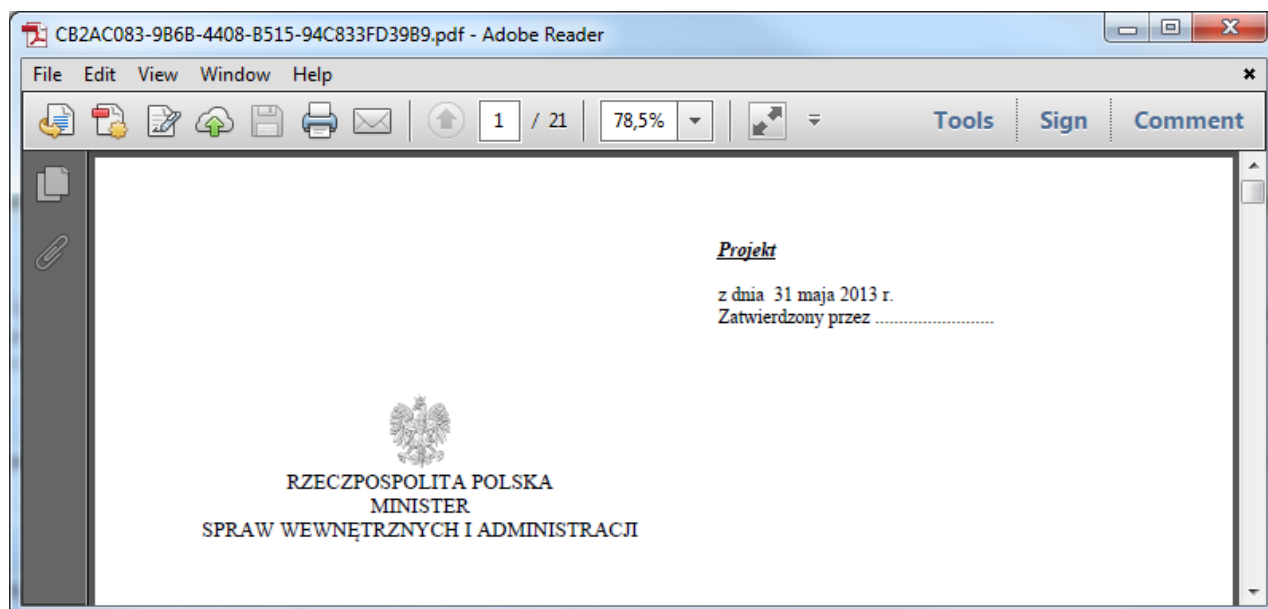 CB2AC083-9B6B-4408-B515-94C833FD39B9.pdf - Adobe Reader
File Edit View Window Help
1 / 21 78,5% Tools Sign Comment
Projekt
z dnia 31 maja 2013 r.
Zatwierdzony przez .........................
RZECZPOSPOLITA POLSKA
MINISTER
SPRAW WEWNĘTRZNYCH I ADMINISTRACJI